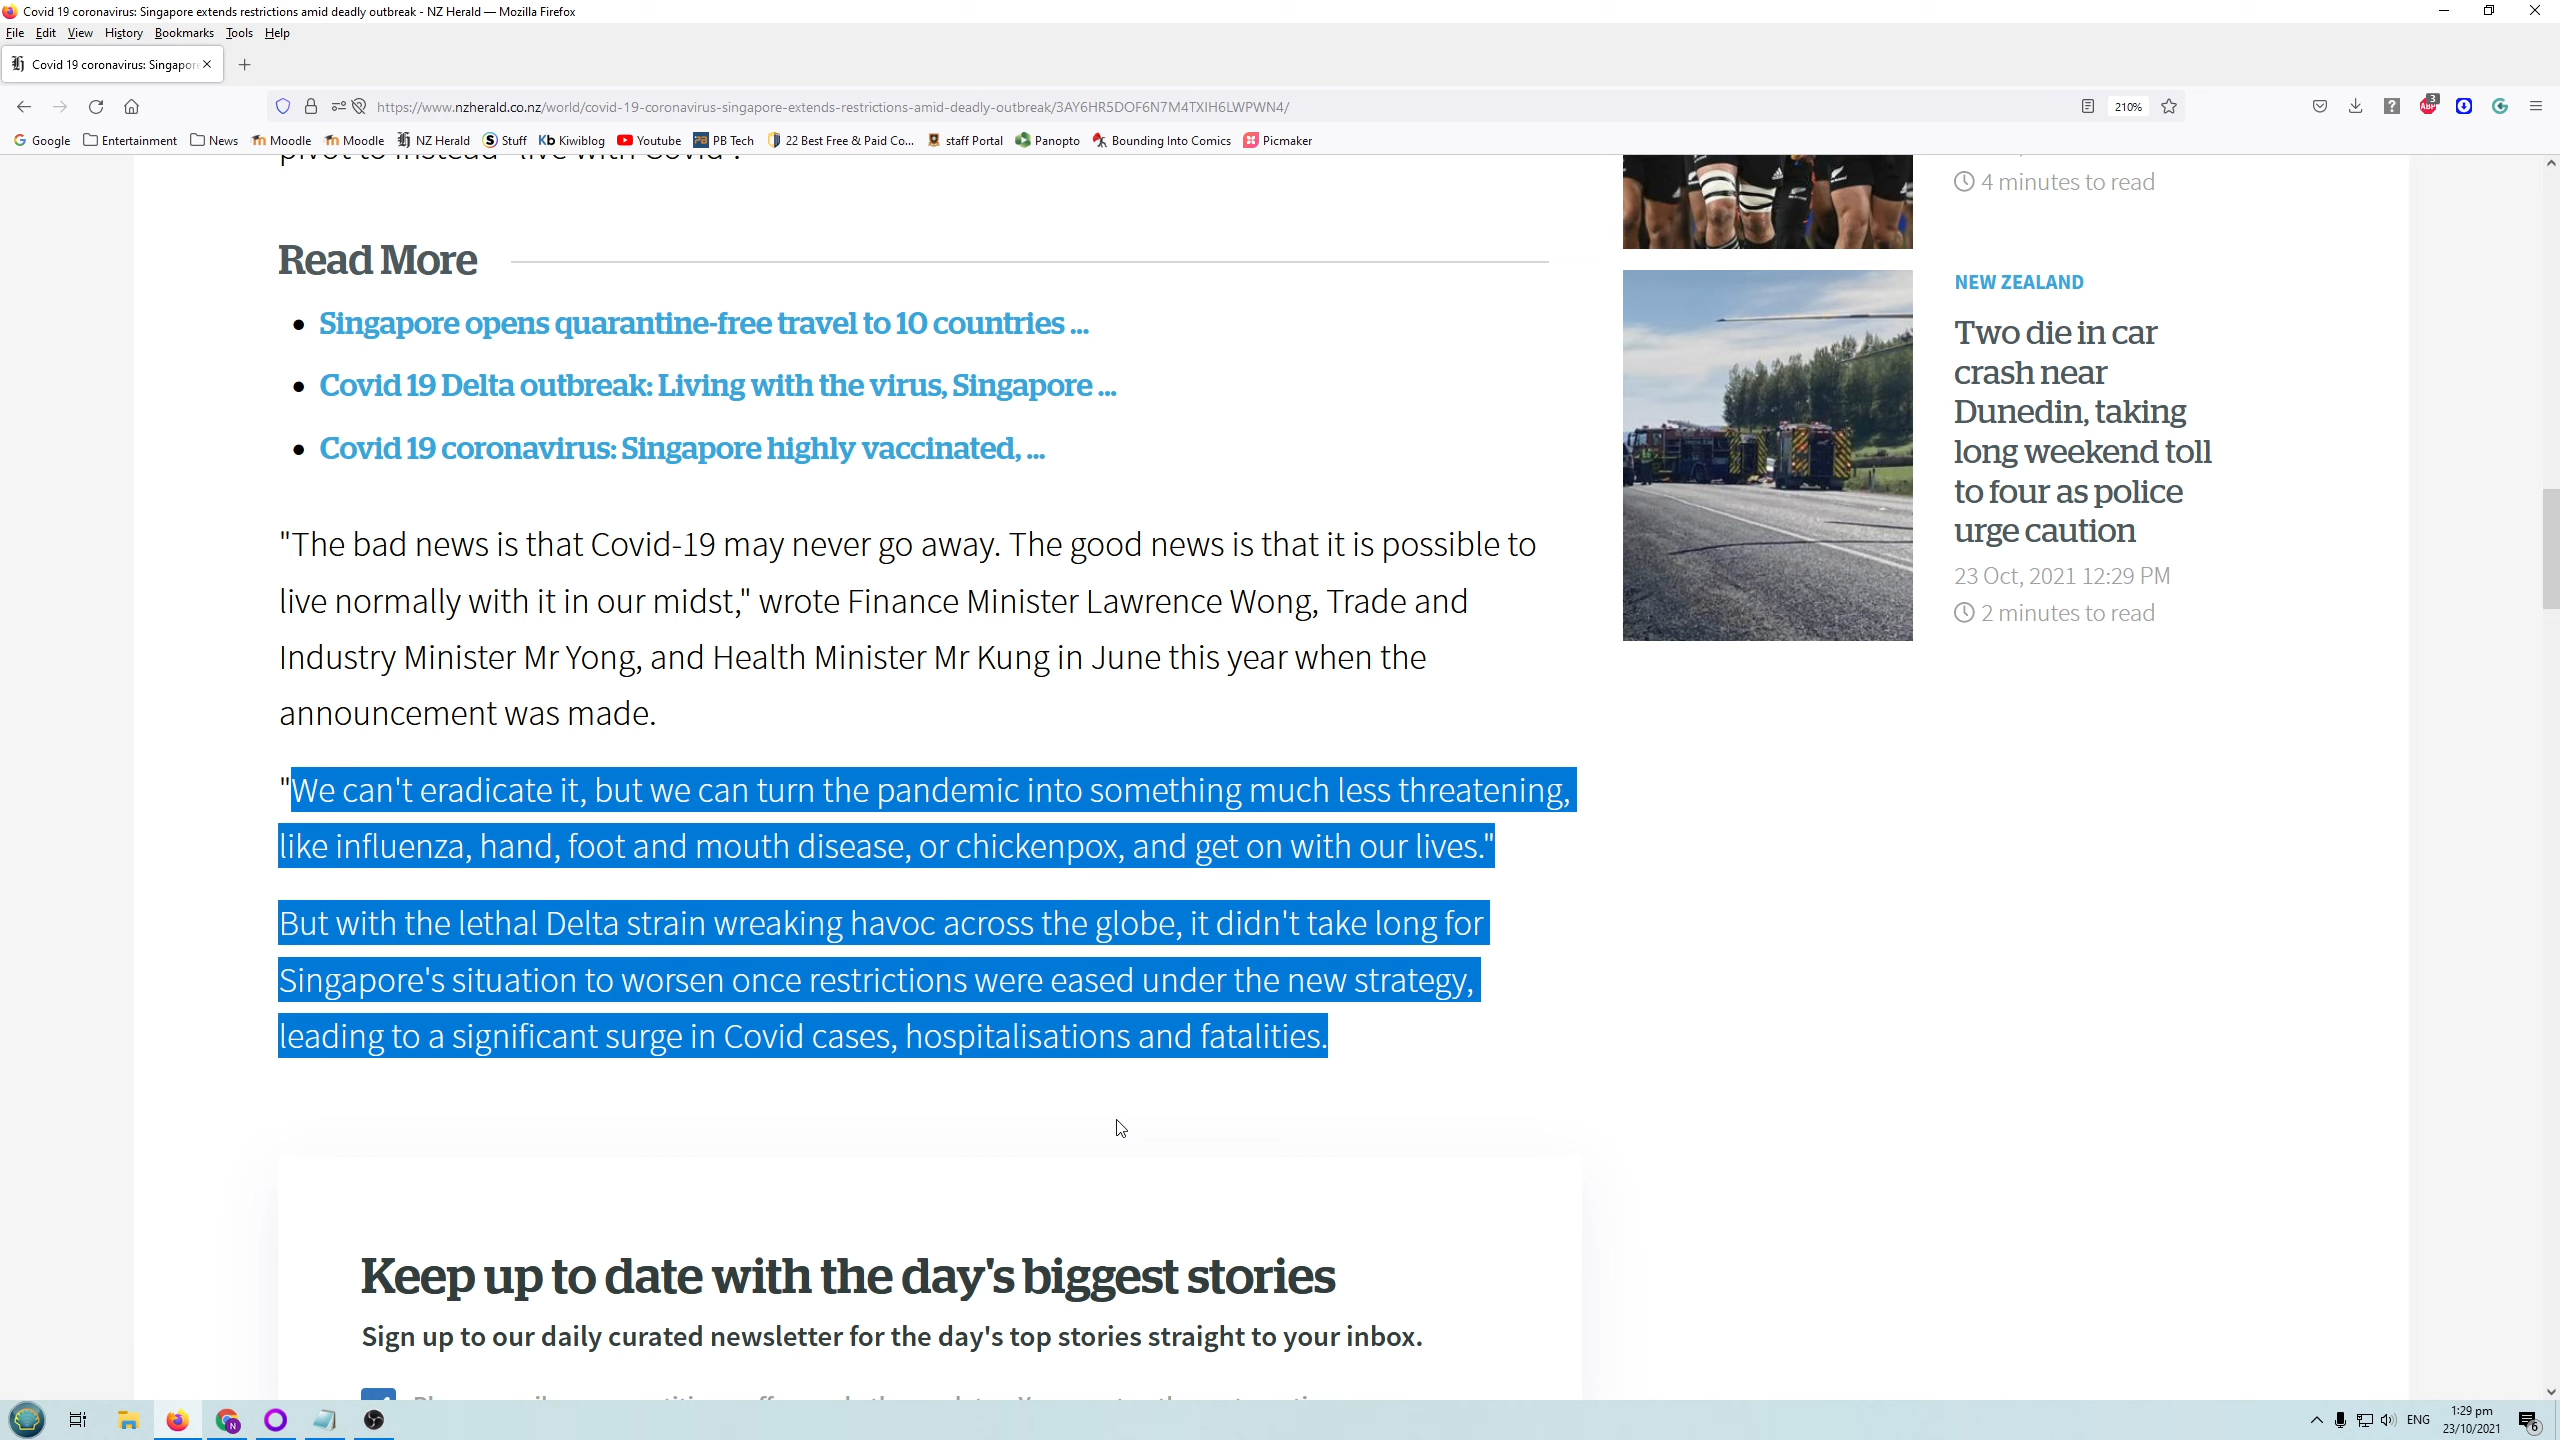 Covid 19 coronavirus: Singapore extends restrictions amid deadly outbreak - NZ Herald — Mozilla Firefox
File Edit View History Bookmarks Tools Help
Covid 19 coronavirus: Singapor
https://www.nzherald.co.nz/world/covid-19-coronavirus-singapore-extends-restrictions-amid-deadly-outbreak/3AY6HR5DOF6N7M4TXIH6LWPWN4/
210%
ABP 3
Google Entertainment News Moodle Moodle NZ Herald Stuff Kb Kiwiblog Youtube PB Tech 22 Best Free & Paid Co... staff Portal Panopto Bounding Into Comics Picmaker
pivot to instead "live with Covid".
Read More
• Singapore opens quarantine-free travel to 10 countries ...
• Covid 19 Delta outbreak: Living with the virus, Singapore ...
• Covid 19 coronavirus: Singapore highly vaccinated, ...
"The bad news is that Covid-19 may never go away. The good news is that it is possible to
live normally with it in our midst," wrote Finance Minister Lawrence Wong, Trade and
Industry Minister Mr Yong, and Health Minister Mr Kung in June this year when the
announcement was made.
"We can't eradicate it, but we can turn the pandemic into something much less threatening,
like influenza, hand, foot and mouth disease, or chickenpox, and get on with our lives."
But with the lethal Delta strain wreaking havoc across the globe, it didn't take long for
Singapore's situation to worsen once restrictions were eased under the new strategy,
leading to a significant surge in Covid cases, hospitalisations and fatalities.
Keep up to date with the day's biggest stories
Sign up to our daily curated newsletter for the day's top stories straight to your inbox.
4 minutes to read
NEW ZEALAND
Two die in car
crash near
Dunedin, taking
long weekend toll
to four as police
urge caution
23 Oct, 2021 12:29 PM
2 minutes to read
ENG
1:29 pm
23/10/2021
6